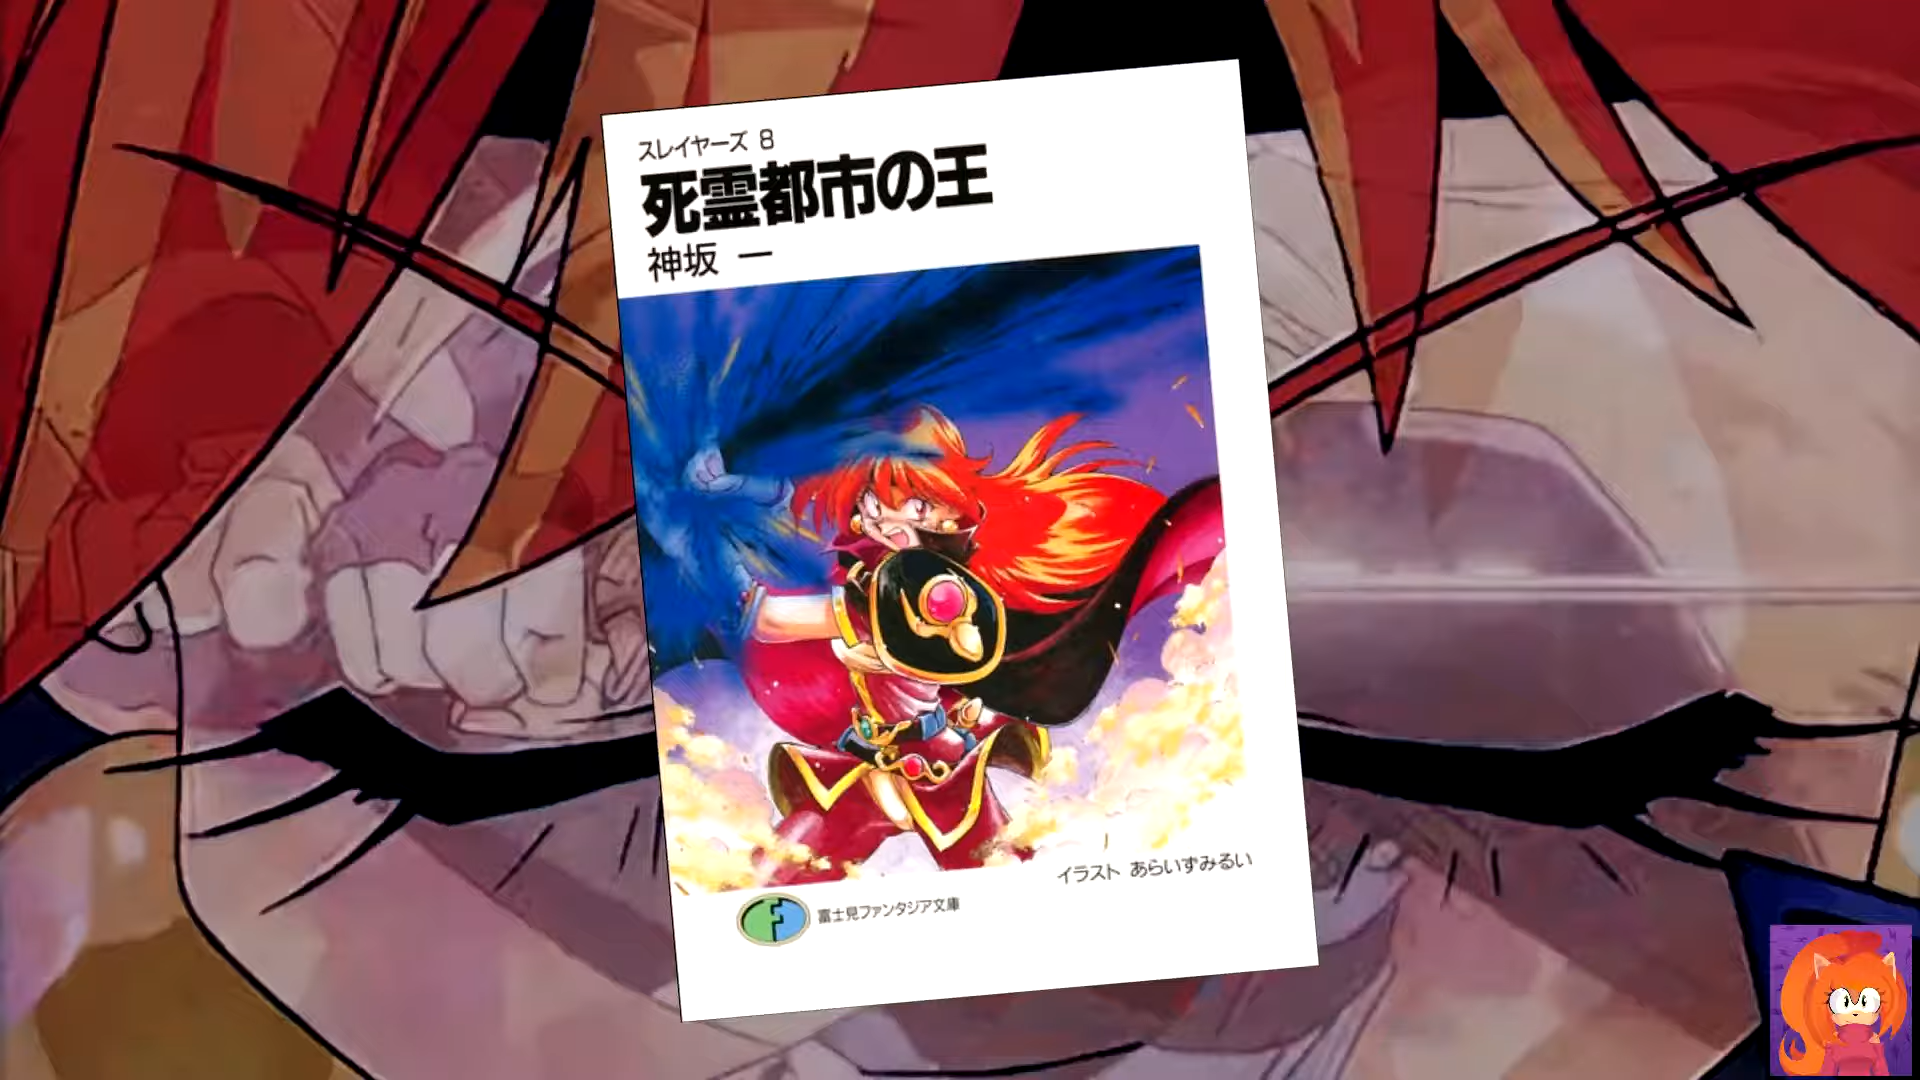 スレイヤーズ 8
死霊都市の王
神坂 一
イラスト あらいずみるい
富士見ファンタジア文庫